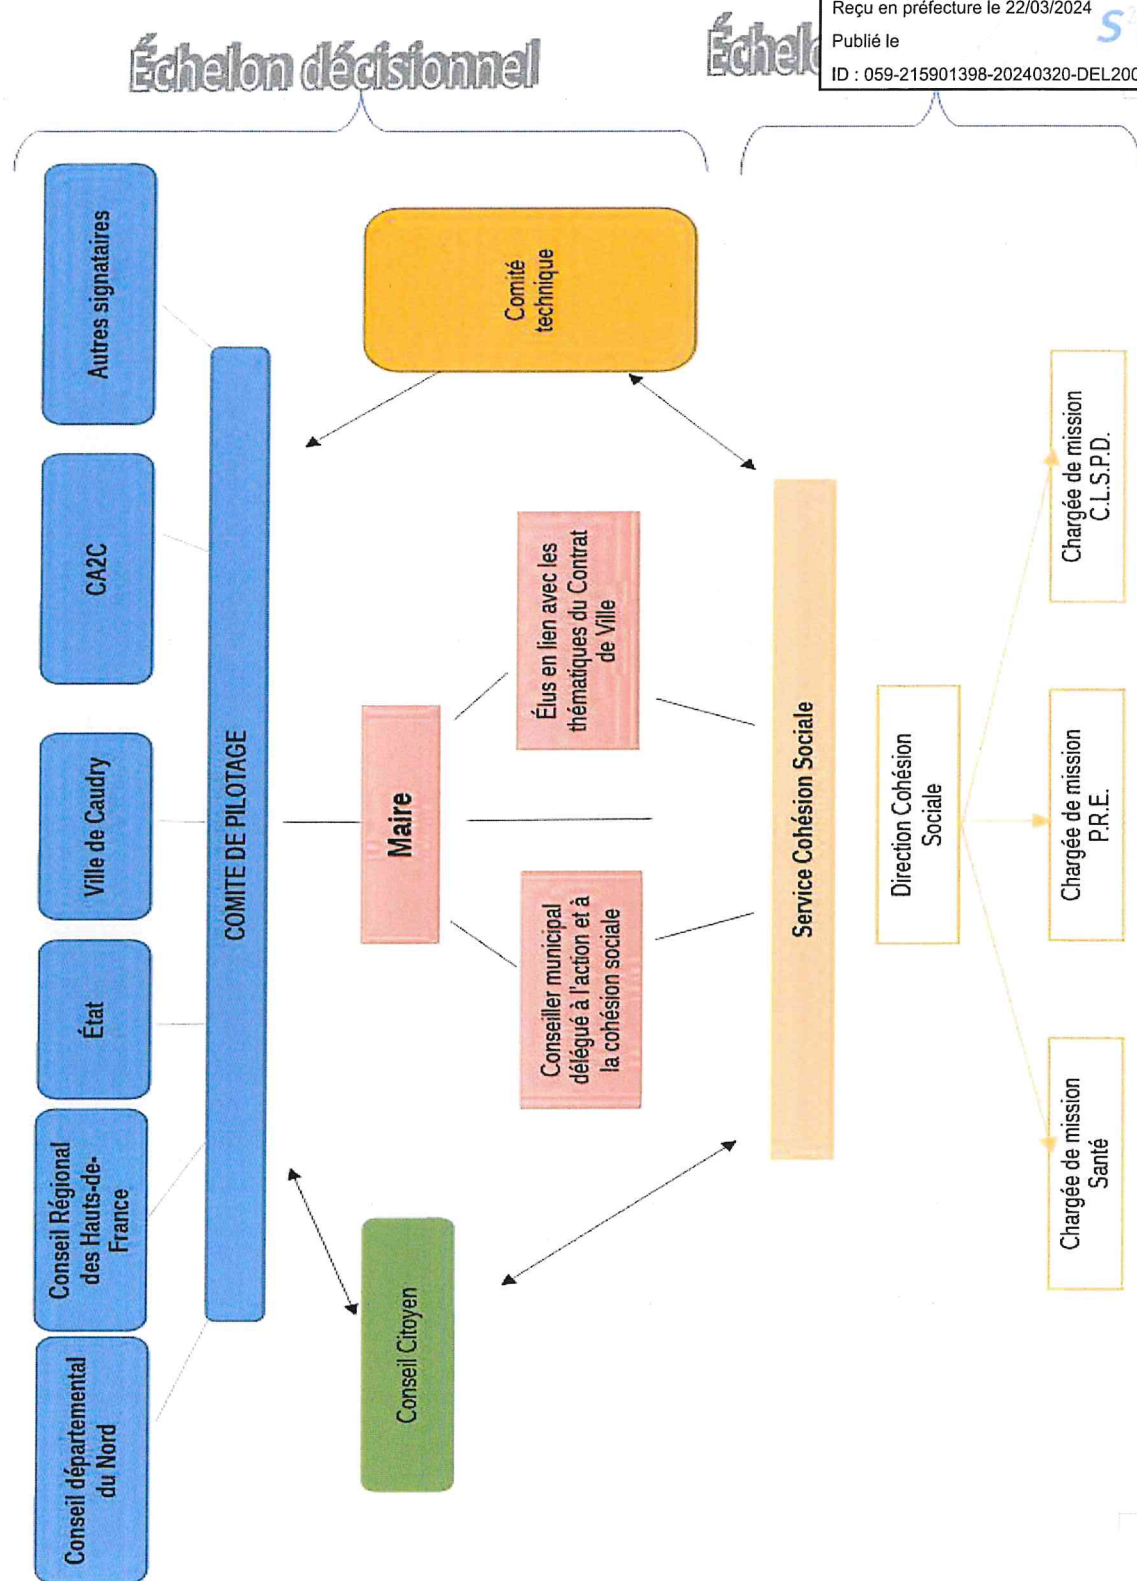 Reçu en préfecture le 22/03/2024
Publié le
ID : 059-215901398-20240320-DEL200
Échelon décisionnel
Conseil départemental
du Nord
Conseil Régional
des Hauts-de-
France
État
Ville de Caudry
CA2C
Autres signataires
COMITE DE PILOTAGE
Conseil Citoyen
Maire
Comité
technique
Conseiller municipal
délégué à l'action et à
la cohésion sociale
Élus en lien avec les
thématiques du Contrat
de Ville
Service Cohésion Sociale
Direction Cohésion
Sociale
Chargée de mission
Santé
Chargée de mission
P.R.E.
Chargée de mission
C.L.S.P.D.